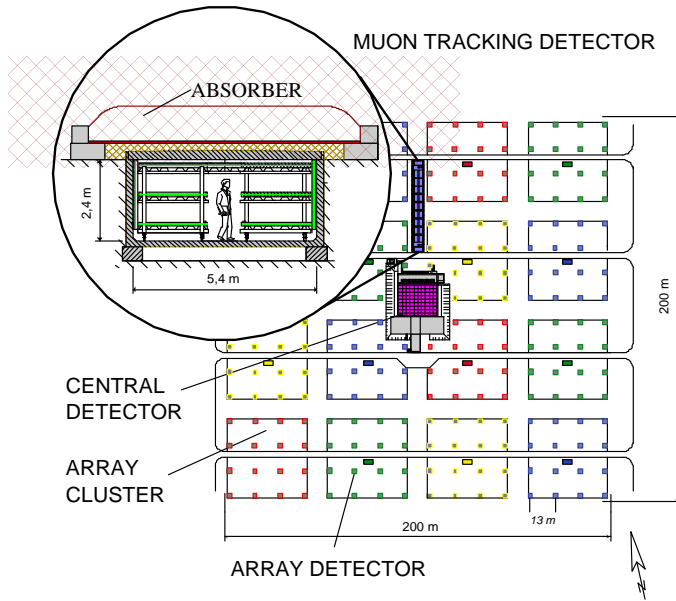 MUON TRACKING DETECTOR
ABSORBER
2,4 m
5,4 m
200 m
CENTRAL
DETECTOR
ARRAY
CLUSTER
13 m
200 m
ARRAY DETECTOR
N